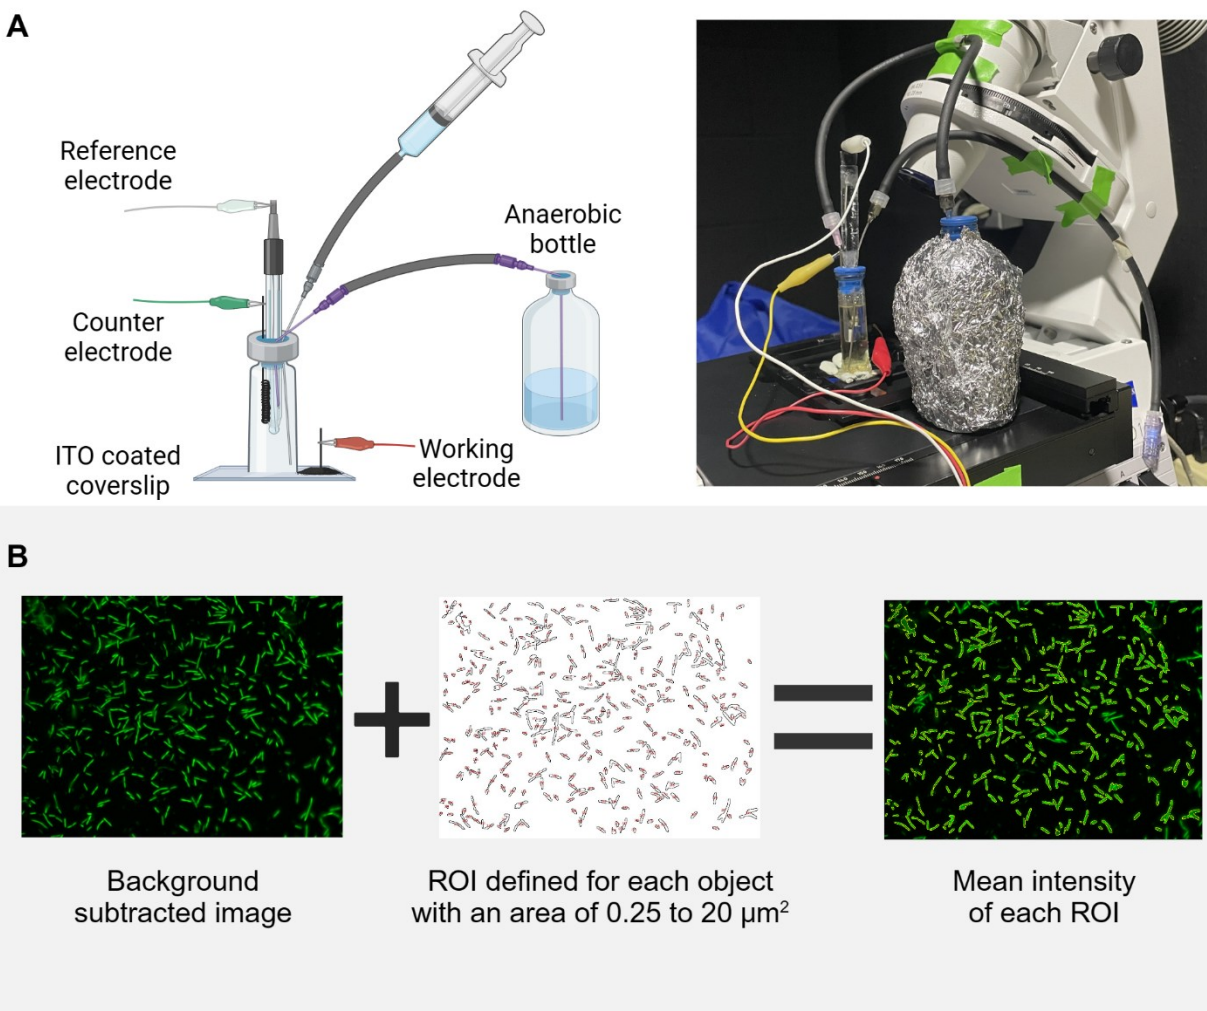 A
Reference
electrode
Counter
electrode
ITO coated
coverslip
Anaerobic
bottle
Working
electrode
B
Background
subtracted image
ROI defined for each object
with an area of 0.25 to 20 µm²
Mean intensity
of each ROI